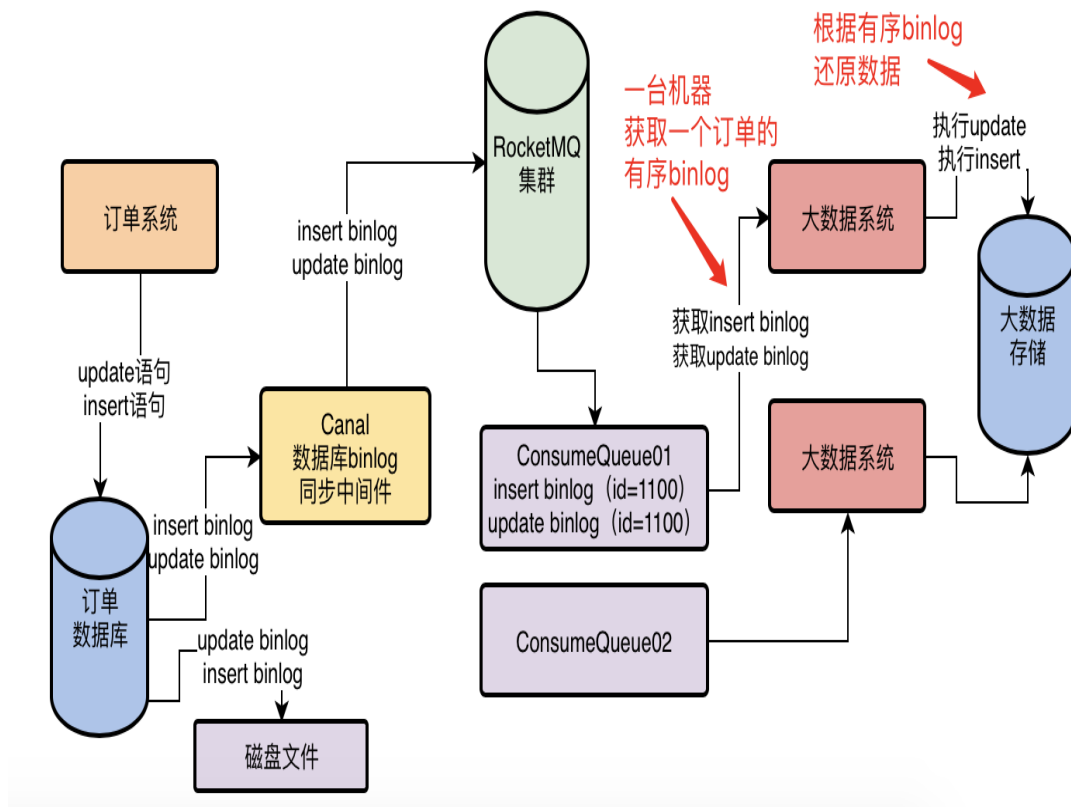 根据有序binlog
还原数据
一台机器
获取一个订单的
有序binlog
RocketMQ
集群
执行update
执行insert
订单系统
大数据系统
insert binlog
update binlog
获取insert binlog
获取update binlog
大数据
存储
update语句
insert语句
Canal
数据库binlog
同步中间件
ConsumeQueue01
insert binlog（id=1100）
update binlog（id=1100）
大数据系统
insert binlog
update binlog
订单
数据库
update binlog
insert binlog
ConsumeQueue02
磁盘文件